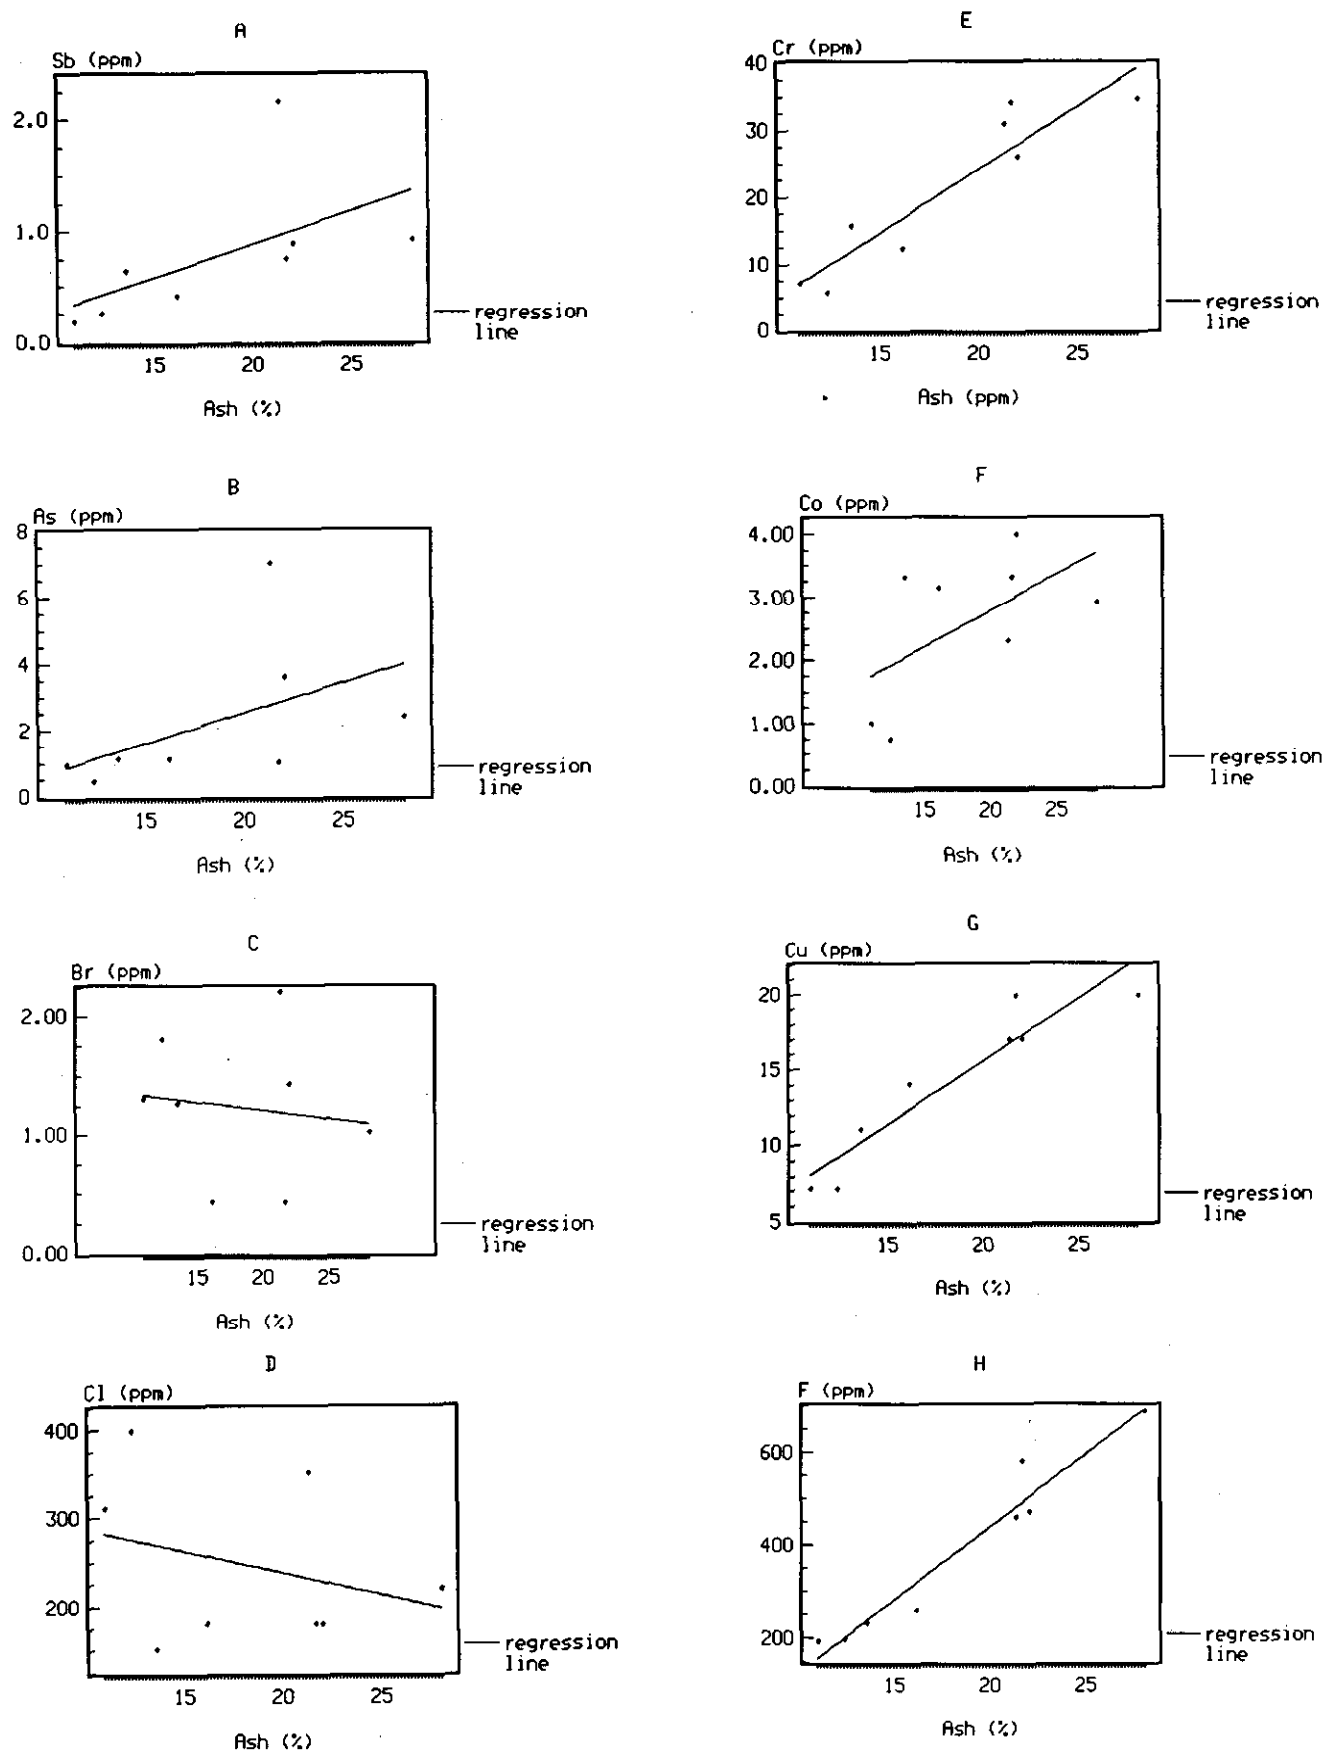 A
Sb (ppm)
2.0
1.0
0.0
15 20 25
Ash (%)
regression
line
B
As (ppm)
8
6
4
2
0
15 20 25
Ash (%)
regression
line
C
Br (ppm)
2.00
1.00
0.00
15 20 25
Ash (%)
regression
line
D
Cl (ppm)
400
300
200
15 20 25
Ash (%)
regression
line
E
Cr (ppm)
40
30
20
10
0
15 20 25
Ash (ppm)
regression
line
F
Co (ppm)
4.00
3.00
2.00
1.00
0.00
15 20 25
Ash (%)
regression
line
G
Cu (ppm)
20
15
10
5
15 20 25
Ash (%)
regression
line
H
F (ppm)
600
400
200
15 20 25
Ash (%)
regression
line